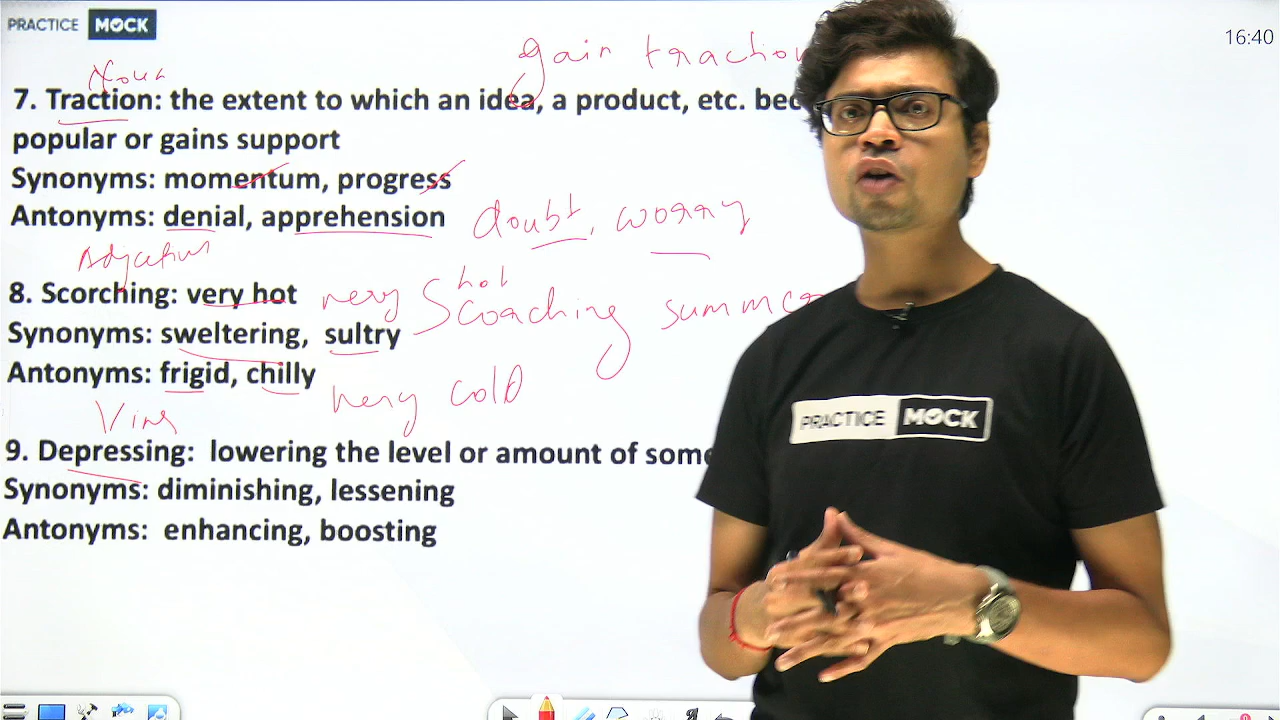 PRACTICE MOCK
16:40
gain traction
Noun
7. Traction: the extent to which an idea, a product, etc. bec
popular or gains support
Synonyms: momentum, progress
Antonyms: denial, apprehension doubt, worry
Adjective
8. Scorching: very hot very hot
Scoaching summer
Synonyms: sweltering, sultry
Antonyms: frigid, chilly very cold
Ving
9. Depressing: lowering the level or amount of some
Synonyms: diminishing, lessening
Antonyms: enhancing, boosting
PRACTICE MOCK